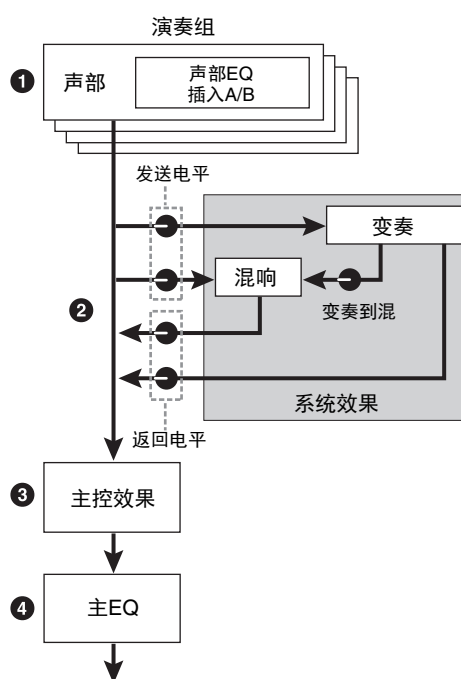 演奏组
❶
声部
声部EQ
插入A/B
发送电平
变奏
混响
变奏到混
❷
系统效果
返回电平
❸
主控效果
❹
主EQ